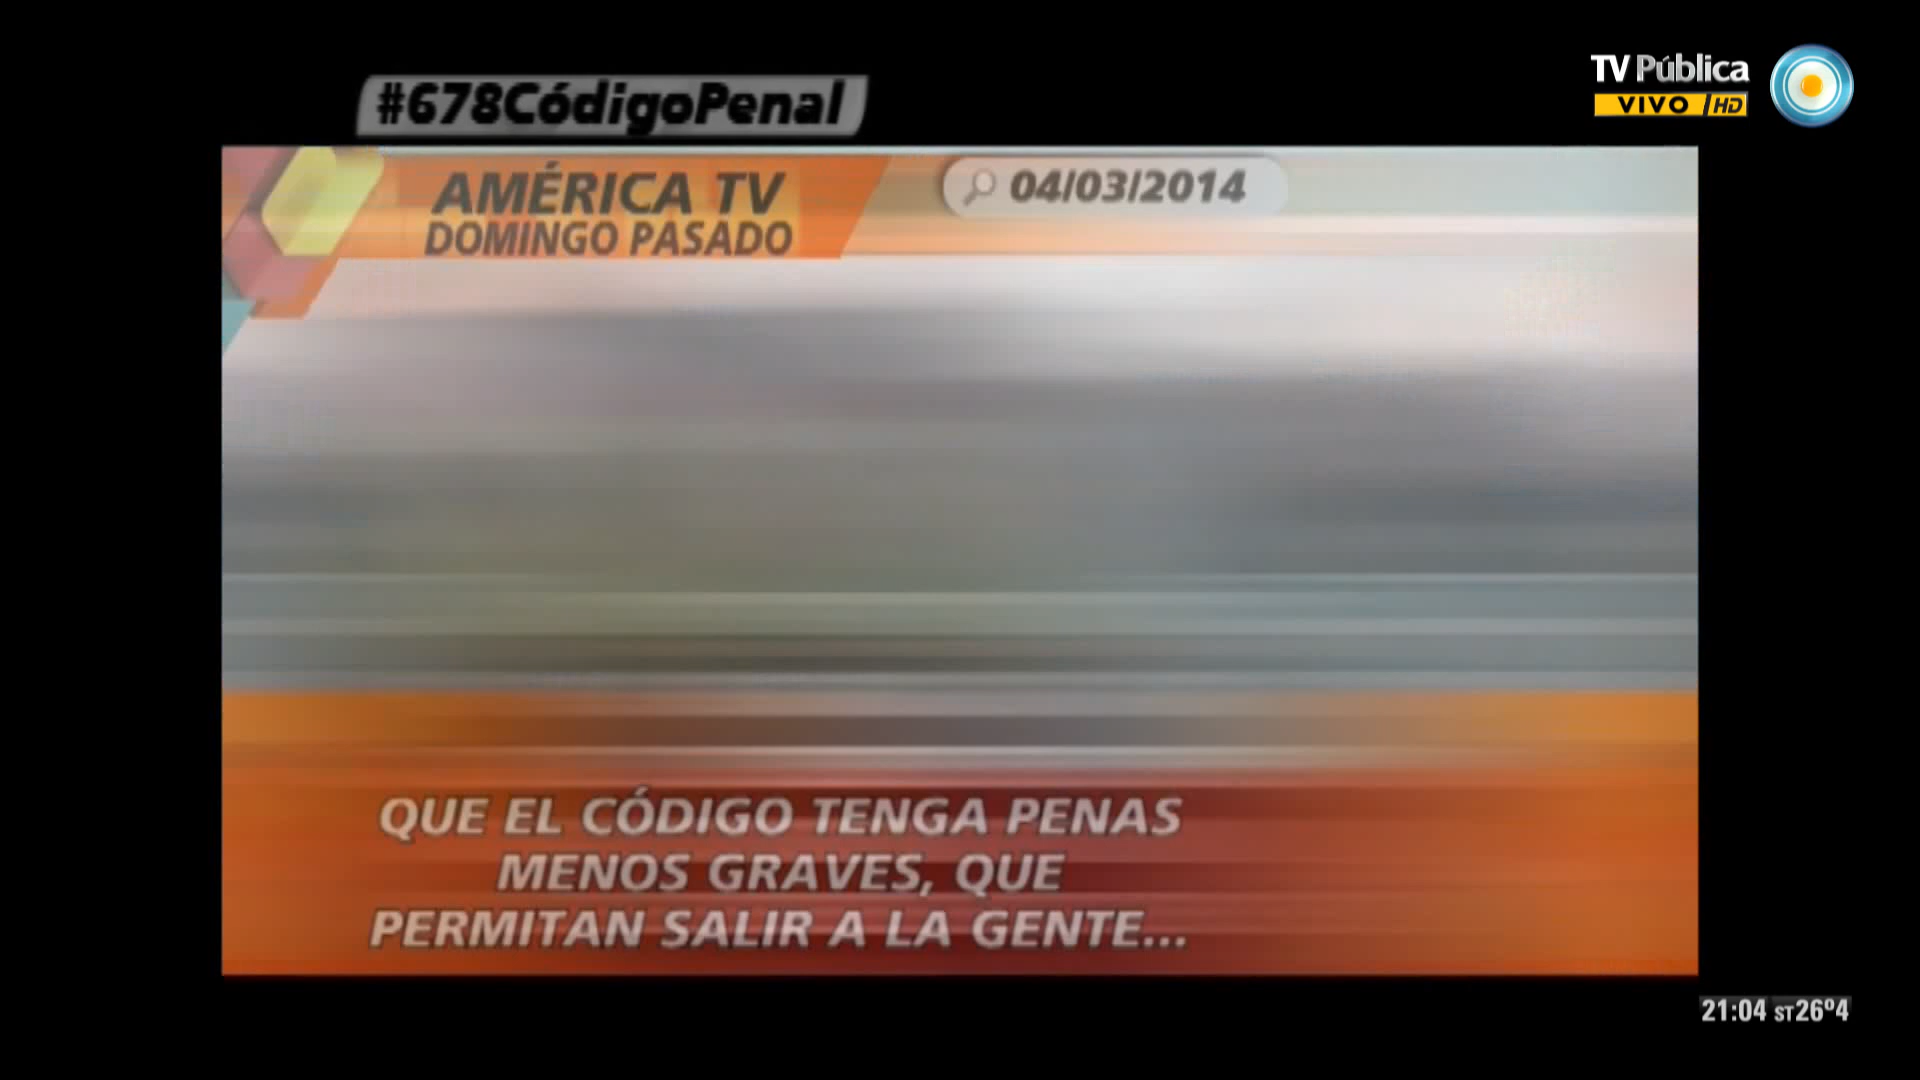 #678CódigoPenal
TV Pública
VIVO HD
AMÉRICA TV
DOMINGO PASADO
04/03/2014
QUE EL CÓDIGO TENGA PENAS
MENOS GRAVES, QUE
PERMITAN SALIR A LA GENTE...
21:04 ST26º4